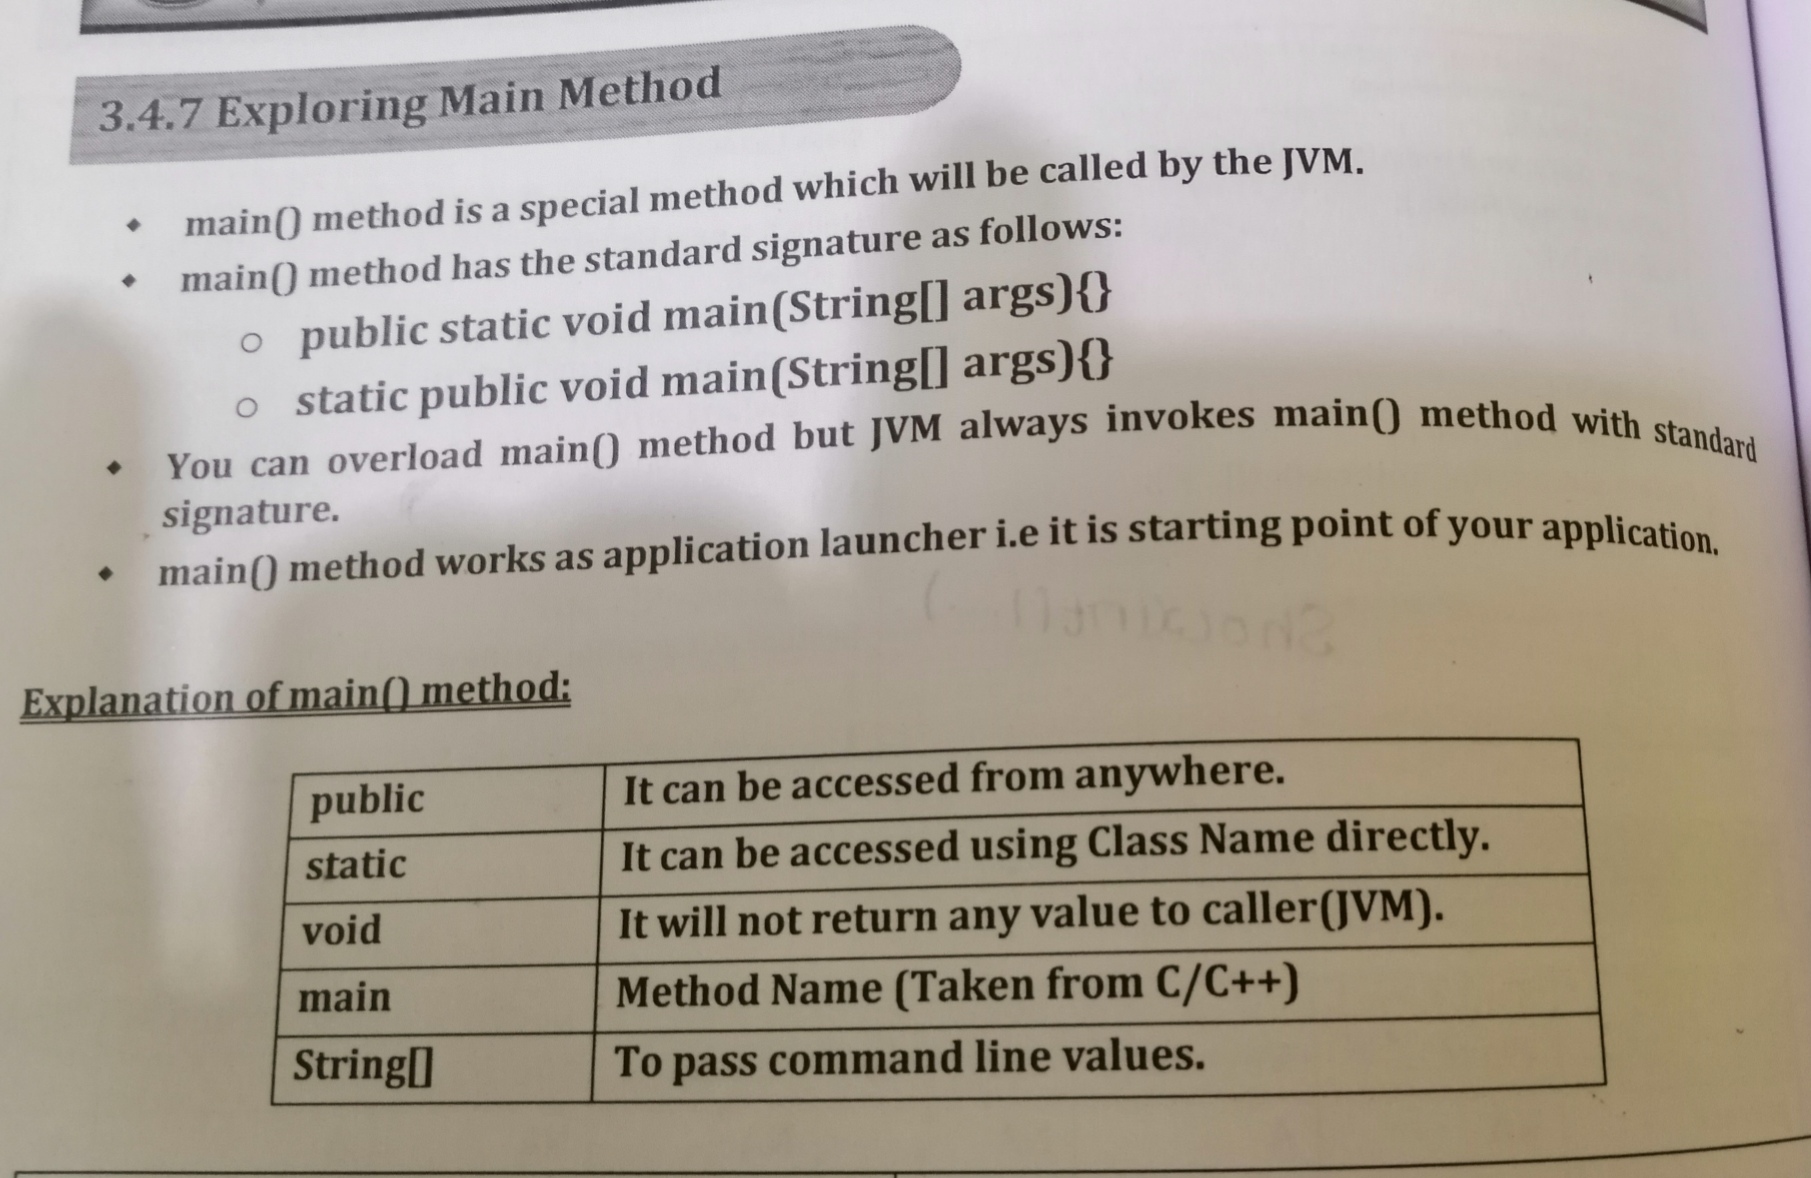 3.4.7 Exploring Main Method
main() method is a special method which will be called by the JVM.
main() method has the standard signature as follows:
public static void main(String[] args){}
static public void main(String[] args){}
You can overload main() method but JVM always invokes main() method with standard
signature.
main() method works as application launcher i.e it is starting point of your application.
Explanation of main() method:
public It can be accessed from anywhere.
static It can be accessed using Class Name directly.
void It will not return any value to caller(JVM).
main Method Name (Taken from C/C++)
String[] To pass command line values.